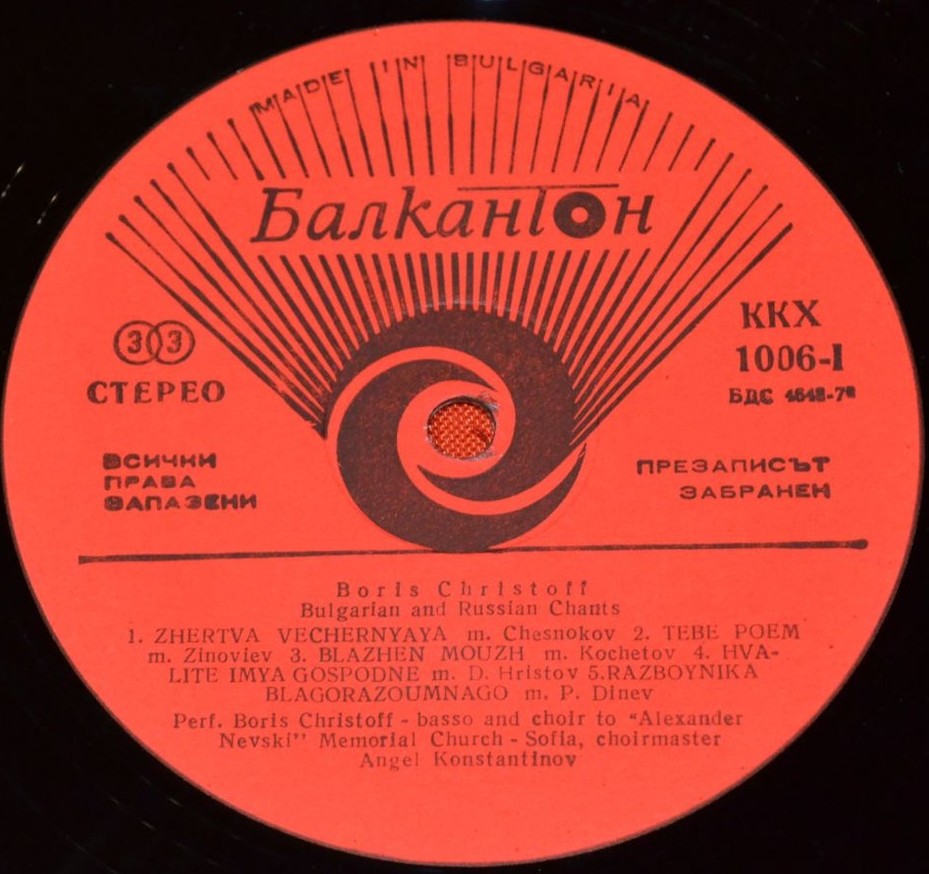 MADE IN BULGARIA
Балкантон
33
СТЕРЕО
ККХ
1006-I
БДС 4648-7
ВСИЧКИ
ПРАВА
ЗАПАЗЕНИ
ПРЕЗАПИСЪТ
ЗАБРАНЕН
Boris Christoff
Bulgarian and Russian Chants
1. ZHERTVA VECHERNYAYA m. Chesnokov 2. TEBE POEM
m. Zinoviev 3. BLAZHEN MOUZH m. Kochetov 4. HVA-
LITE IMYA GOSPODNE m. D. Hristov 5.RAZBOYNIKA
BLAGORAZOUMNAGO m. P. Dinev
Perf. Boris Christoff - basso and choir to “Alexander
Nevski” Memorial Church - Sofia, choirmaster
Angel Konstantinov